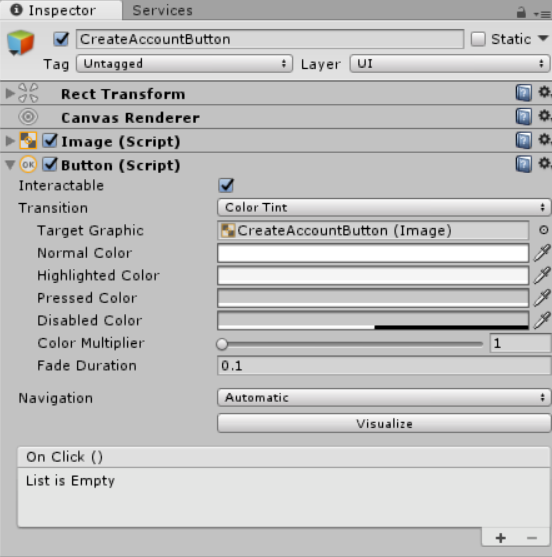 Inspector Services
CreateAccountButton Static
Tag Untagged Layer UI
Rect Transform
Canvas Renderer
Image (Script)
OK Button (Script)
Interactable
Transition Color Tint
Target Graphic CreateAccountButton (Image)
Normal Color
Highlighted Color
Pressed Color
Disabled Color
Color Multiplier 1
Fade Duration 0.1
Navigation Automatic
Visualize
On Click ()
List is Empty